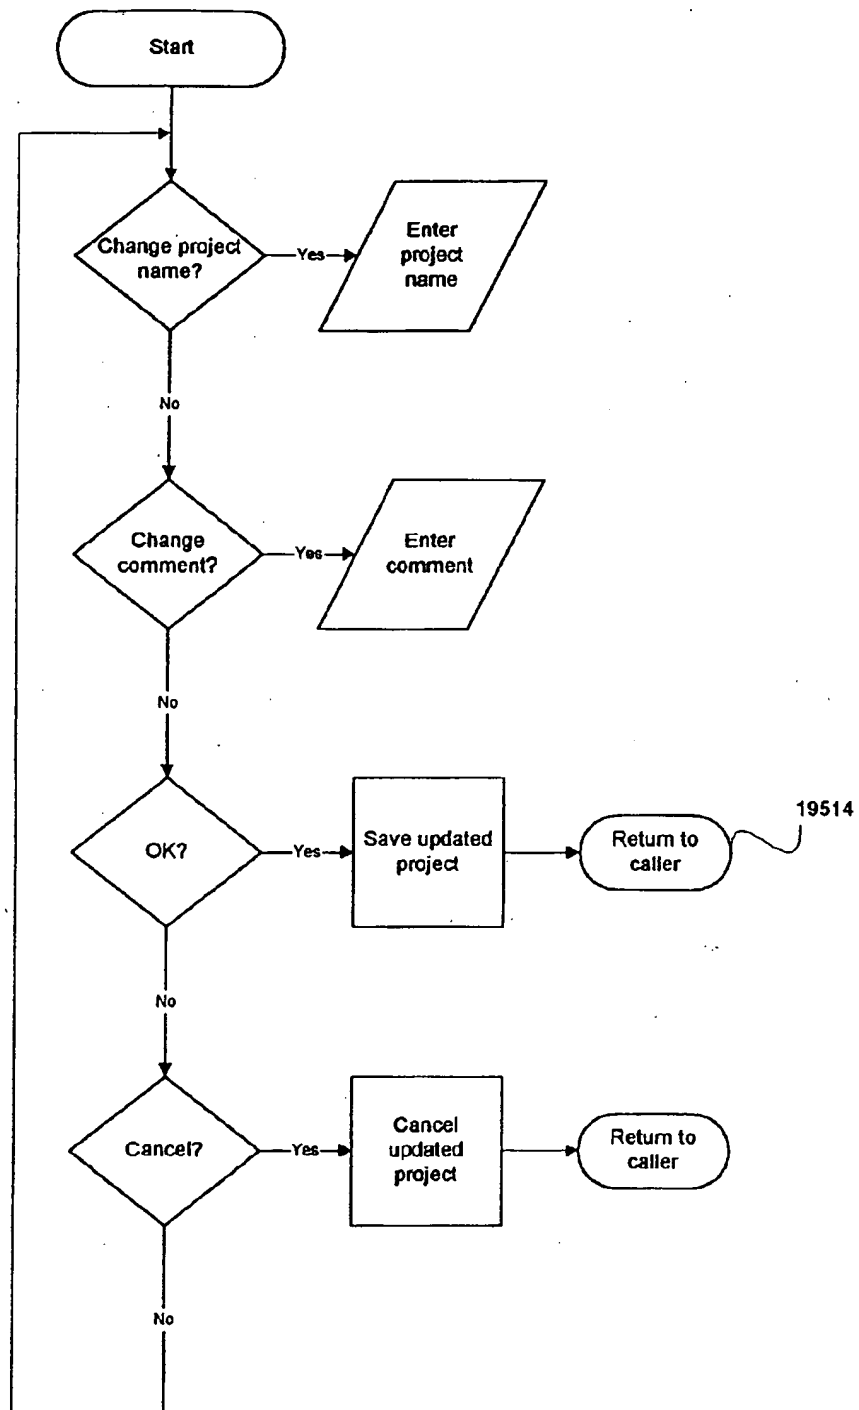 Start
Change project
name?
Yes
Enter
project
name
No
Change
comment?
Yes
Enter
comment
No
OK?
Yes
Save updated
project
Return to
caller
19514
No
Cancel?
Yes
Cancel
updated
project
Return to
caller
No